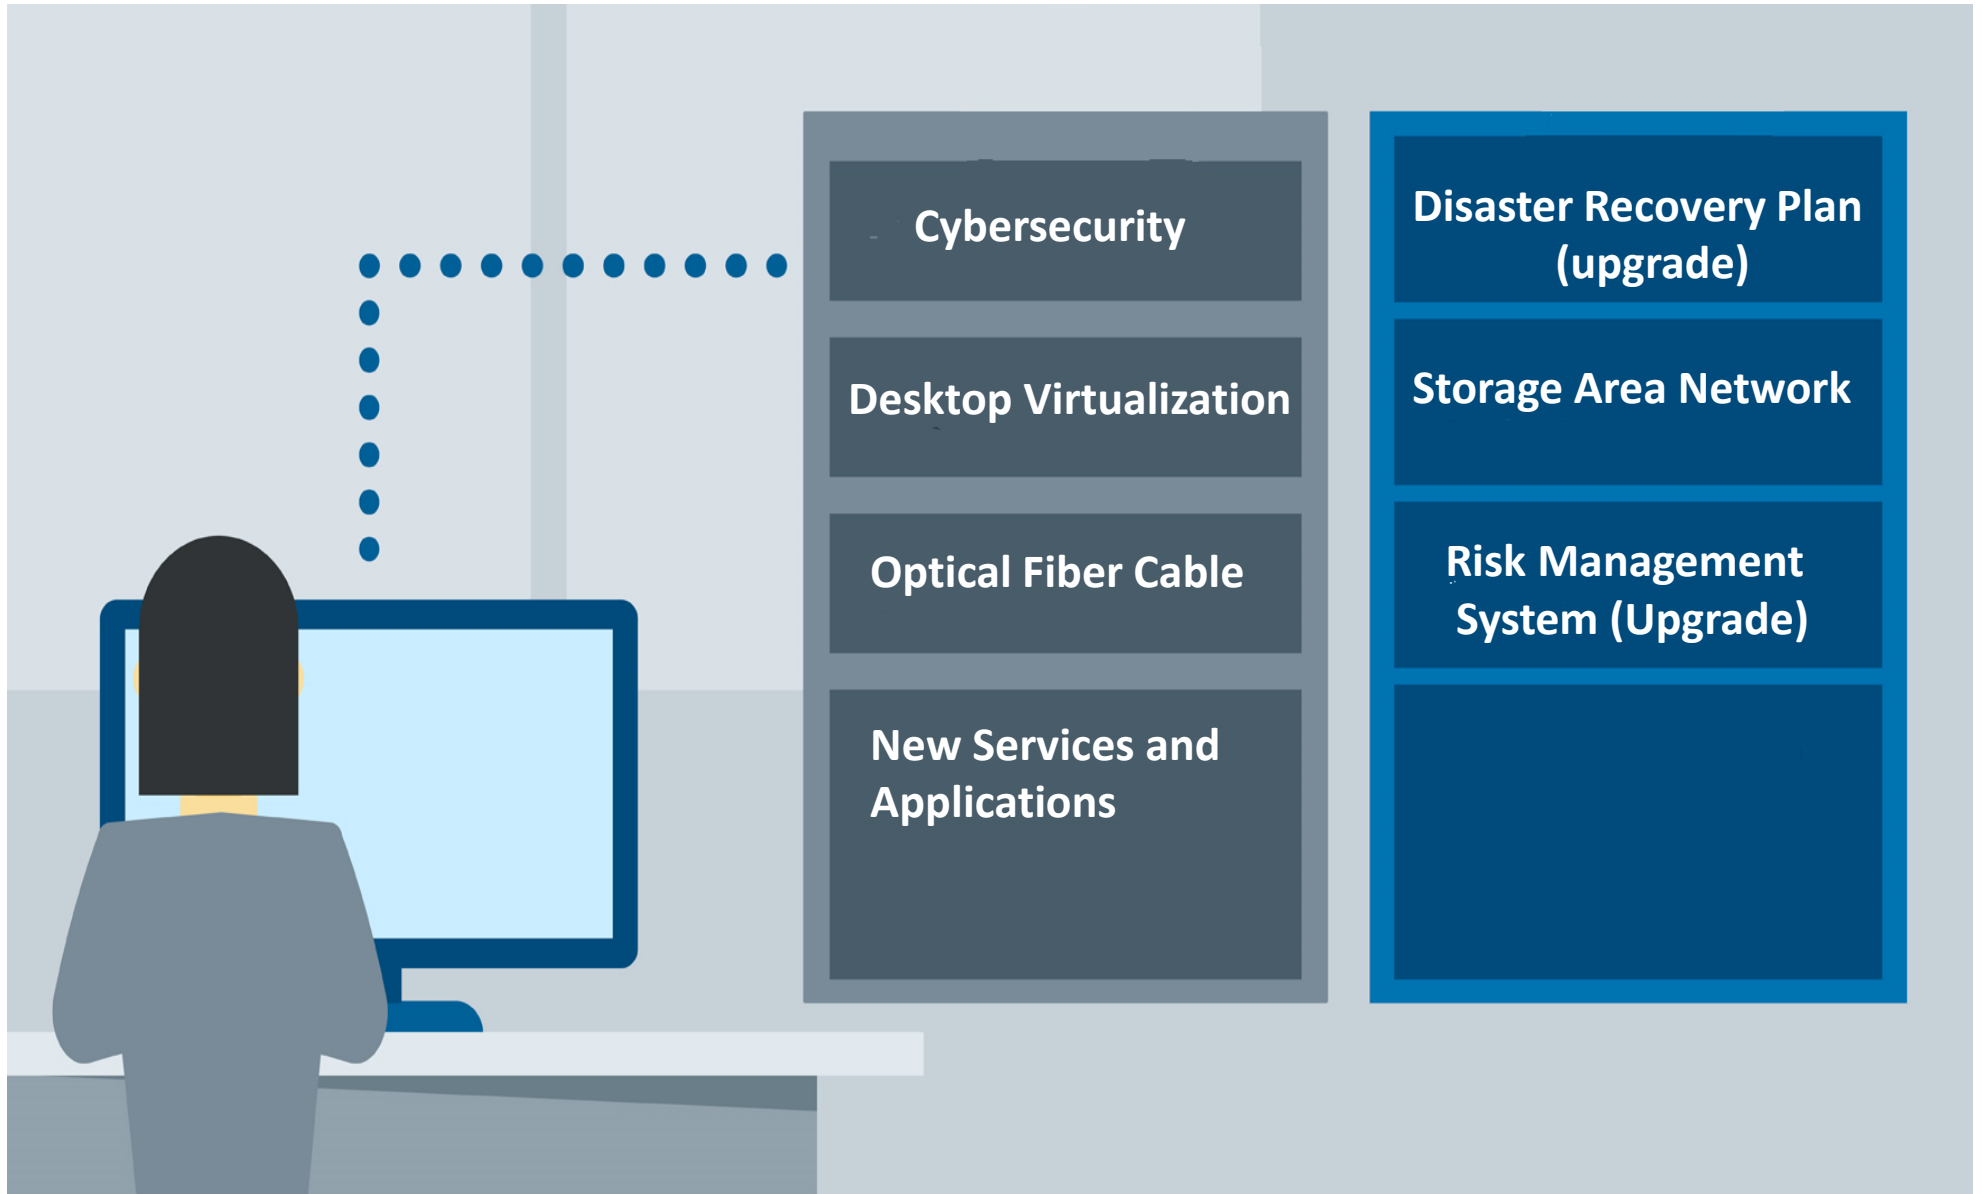 Cybersecurity
Desktop Virtualization
Optical Fiber Cable
New Services and
Applications
Disaster Recovery Plan
(upgrade)
Storage Area Network
Risk Management
System (Upgrade)